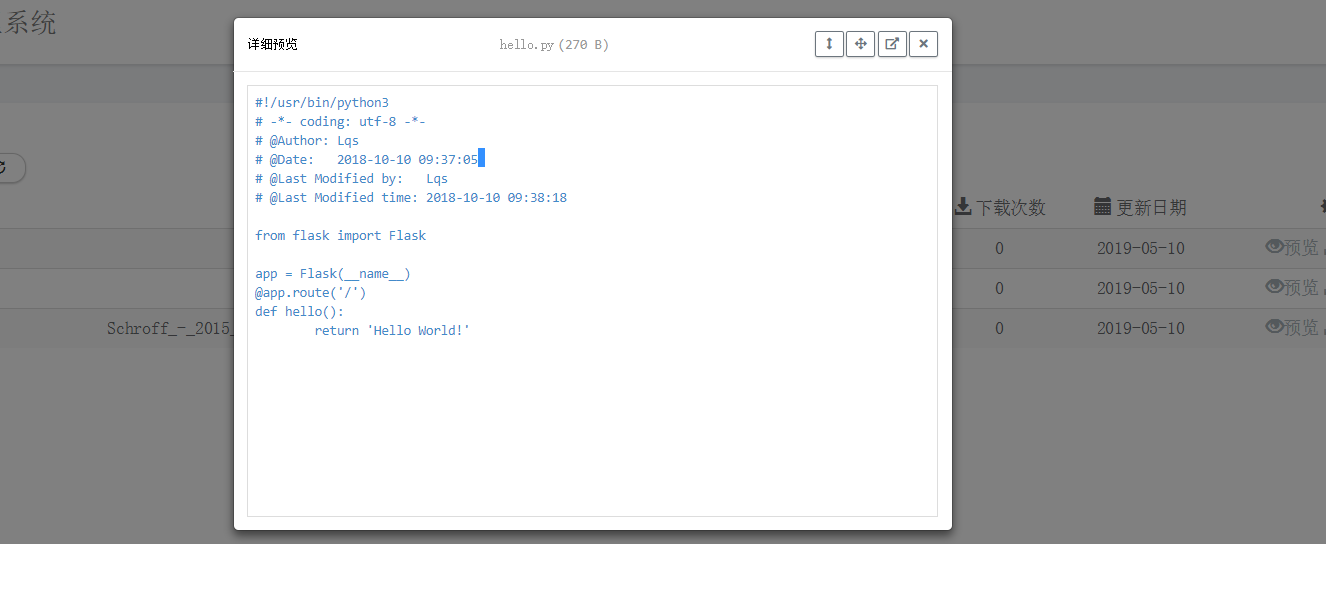 系统
详细预览
hello.py (270 B)
#!/usr/bin/python3
# -*- coding: utf-8 -*-
# @Author: Lqs
# @Date:   2018-10-10 09:37:05
# @Last Modified by:   Lqs
# @Last Modified time: 2018-10-10 09:38:18
from flask import Flask
app = Flask(__name__)
@app.route('/')
def hello():
        return 'Hello World!'
下载次数 更新日期
0 2019-05-10 预览
0 2019-05-10 预览
Schroff_-_2015_ 0 2019-05-10 预览